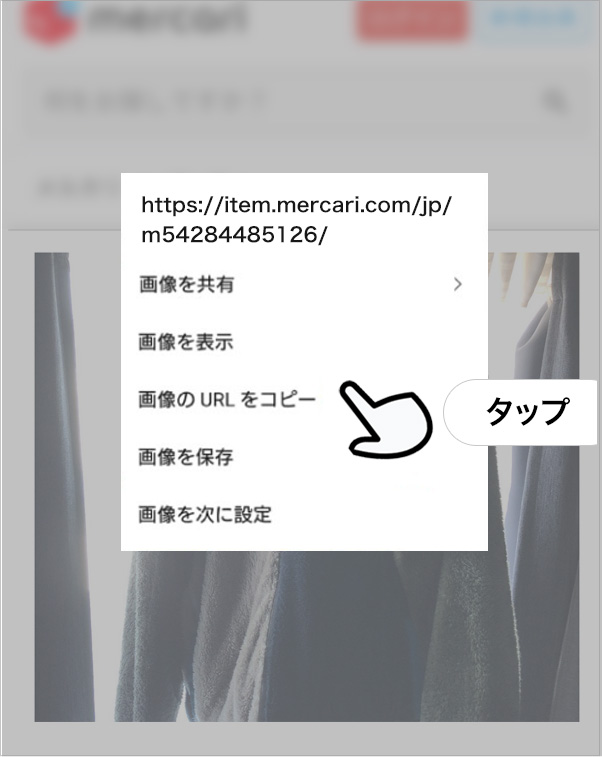 mercari
https://item.mercari.com/jp/
m54284485126/
画像を共有
画像を表示
画像の URL をコピー
タップ
画像を保存
画像を次に設定